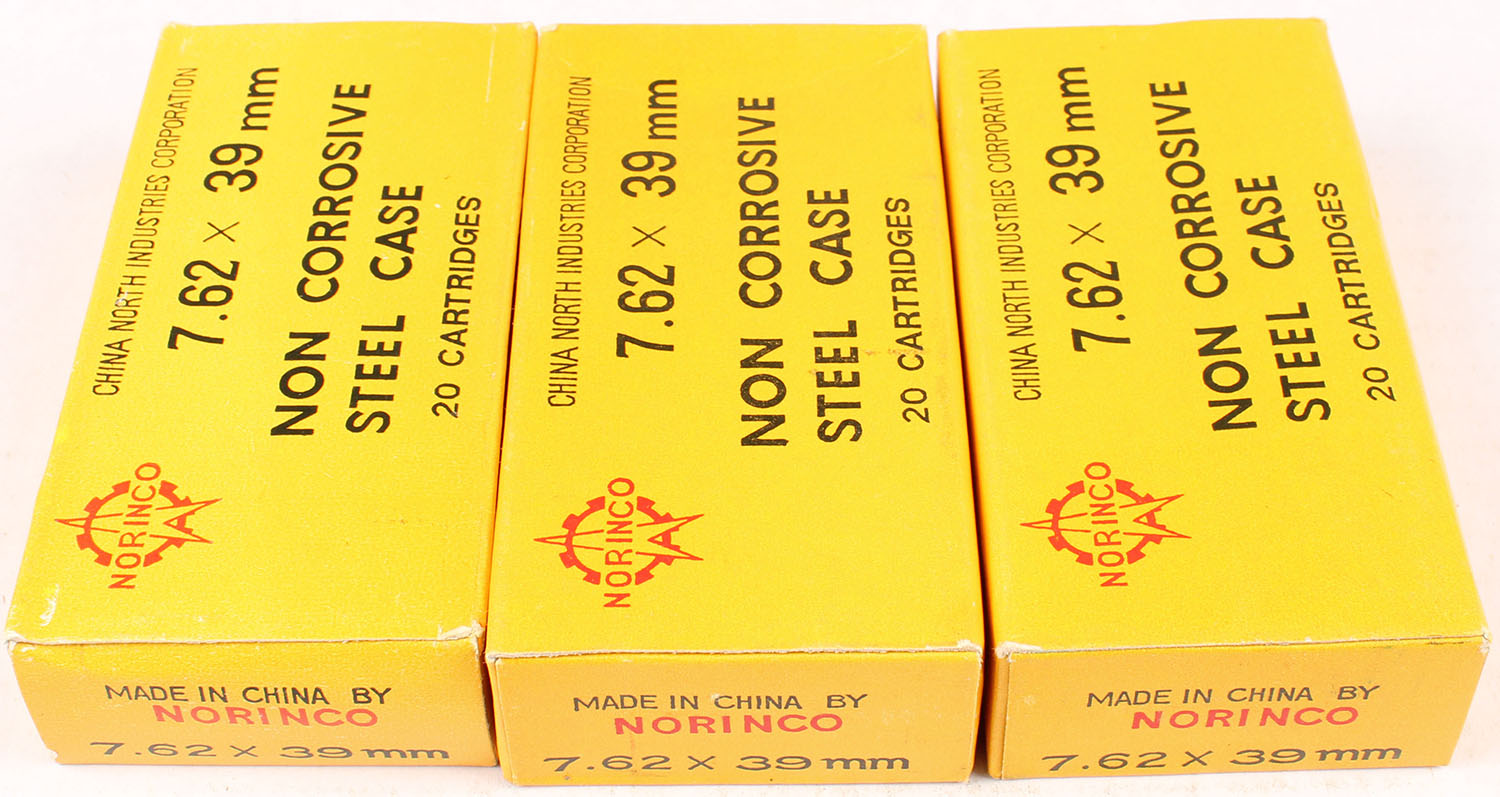 CHINA NORTH INDUSTRIES CORPORATION
7.62 × 39 mm
NON CORROSIVE
STEEL CASE
20 CARTRIDGES
NORINCO
MADE IN CHINA BY
NORINCO
7.62 × 39 mm
CHINA NORTH INDUSTRIES CORPORATION
7.62 × 39 mm
NON CORROSIVE
STEEL CASE
20 CARTRIDGES
NORINCO
MADE IN CHINA BY
NORINCO
7.62 × 39 mm
CHINA NORTH INDUSTRIES CORPORATION
7.62 × 39 mm
NON CORROSIVE
STEEL CASE
20 CARTRIDGES
NORINCO
MADE IN CHINA BY
NORINCO
7.62 × 39 mm